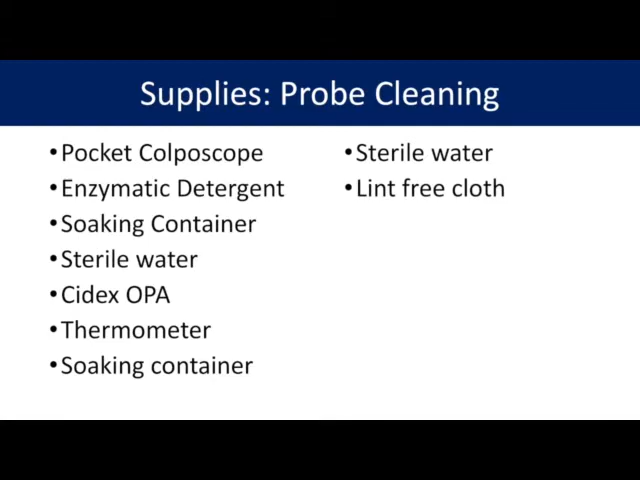 Supplies: Probe Cleaning
•Pocket Colposcope
•Enzymatic Detergent
•Soaking Container
•Sterile water
•Cidex OPA
•Thermometer
•Soaking container
•Sterile water
•Lint free cloth